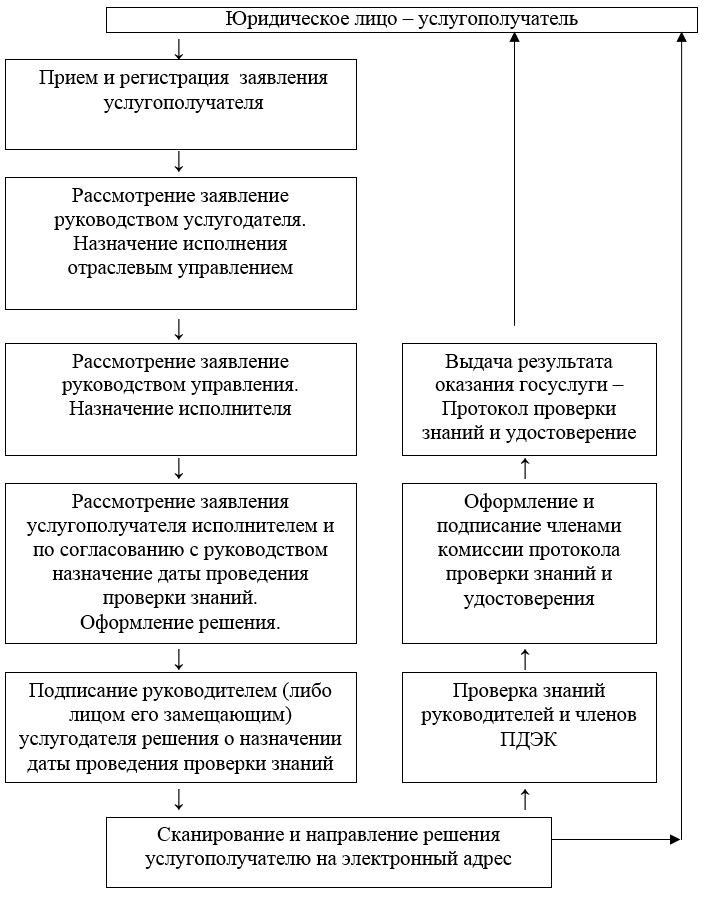 Юридическое лицо – услугополучатель
Прием и регистрация заявления
услугополучателя
Рассмотрение заявление
руководством услугодателя.
Назначение исполнения
отраслевым управлением
Рассмотрение заявление
руководством управления.
Назначение исполнителя
Рассмотрение заявления
услугополучателя исполнителем и
по согласованию с руководством
назначение даты проведения
проверки знаний.
Оформление решения.
Подписание руководителем (либо
лицом его замещающим)
услугодателя решения о назначении
даты проведения проверки знаний
Сканирование и направление решения
услугополучателю на электронный адрес
Проверка знаний
руководителей и членов
ПДЭК
Оформление и
подписание членами
комиссии протокола
проверки знаний и
удостоверения
Выдача результата
оказания госуслуги –
Протокол проверки
знаний и удостоверение